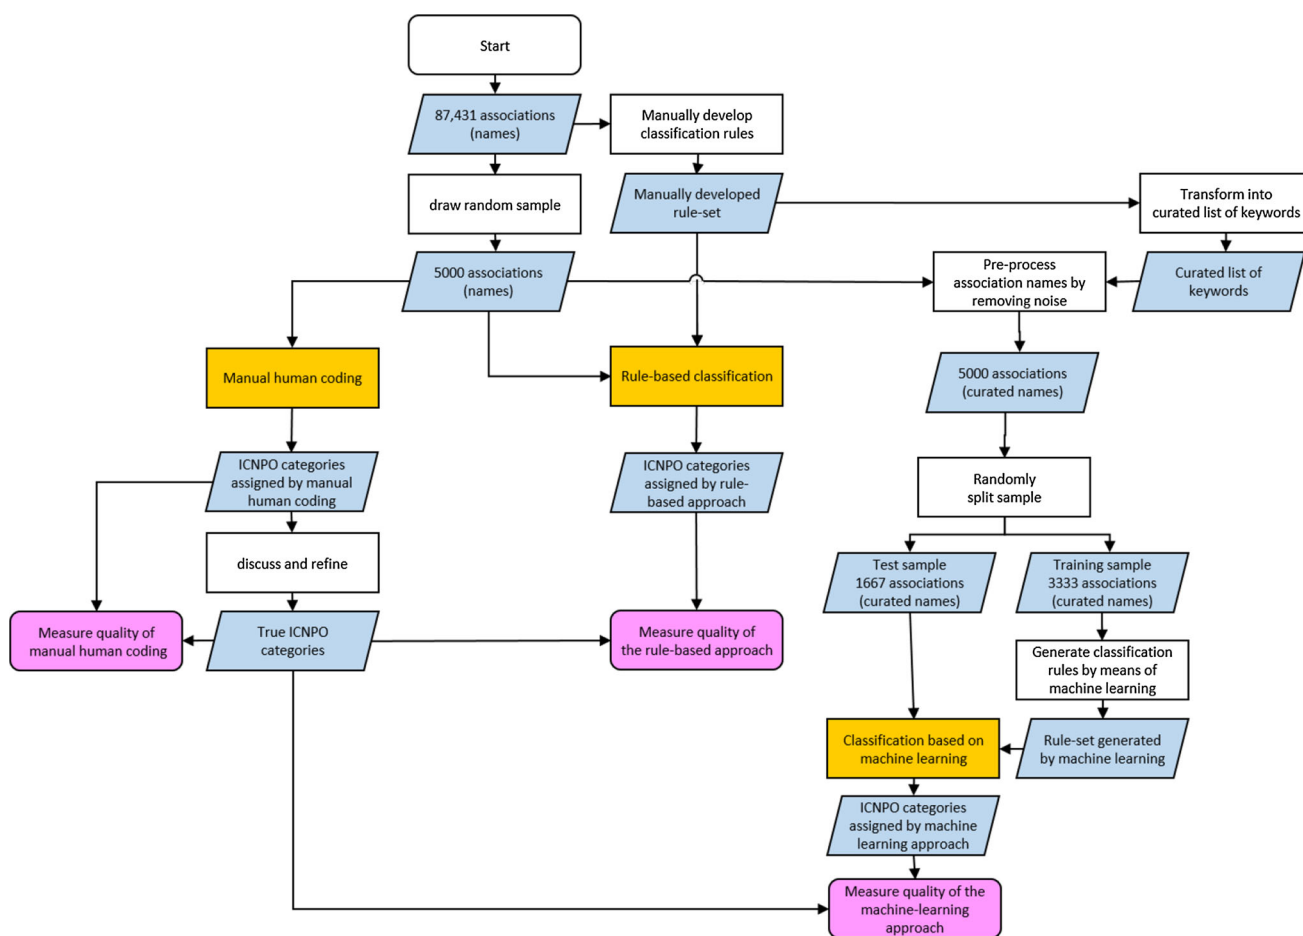 Start
87,431 associations
(names)
Manually develop
classification rules
draw random sample
Manually developed
rule-set
Transform into
curated list of keywords
5000 associations
(names)
Pre-process
association names by
removing noise
Curated list of
keywords
Manual human coding
Rule-based classification
5000 associations
(curated name)
ICNPO categories
assigned by manual
human coding
ICNPO categories
assigned by rule-
based approach
Randomly
split sample
discuss and refine
Test sample
1667 associations
(curated names)
Training sample
3333 associations
(curated names)
Measure quality of
manual human coding
True ICNPO
categories
Measure quality of
the rule-based approach
Generate classification
rules by means of
machine learning
Classification based on
machine learning
Rule-set generated
by machine learning
ICNPO categories
assigned by machine
learning approach
Measure quality of the
machine-learning
approach